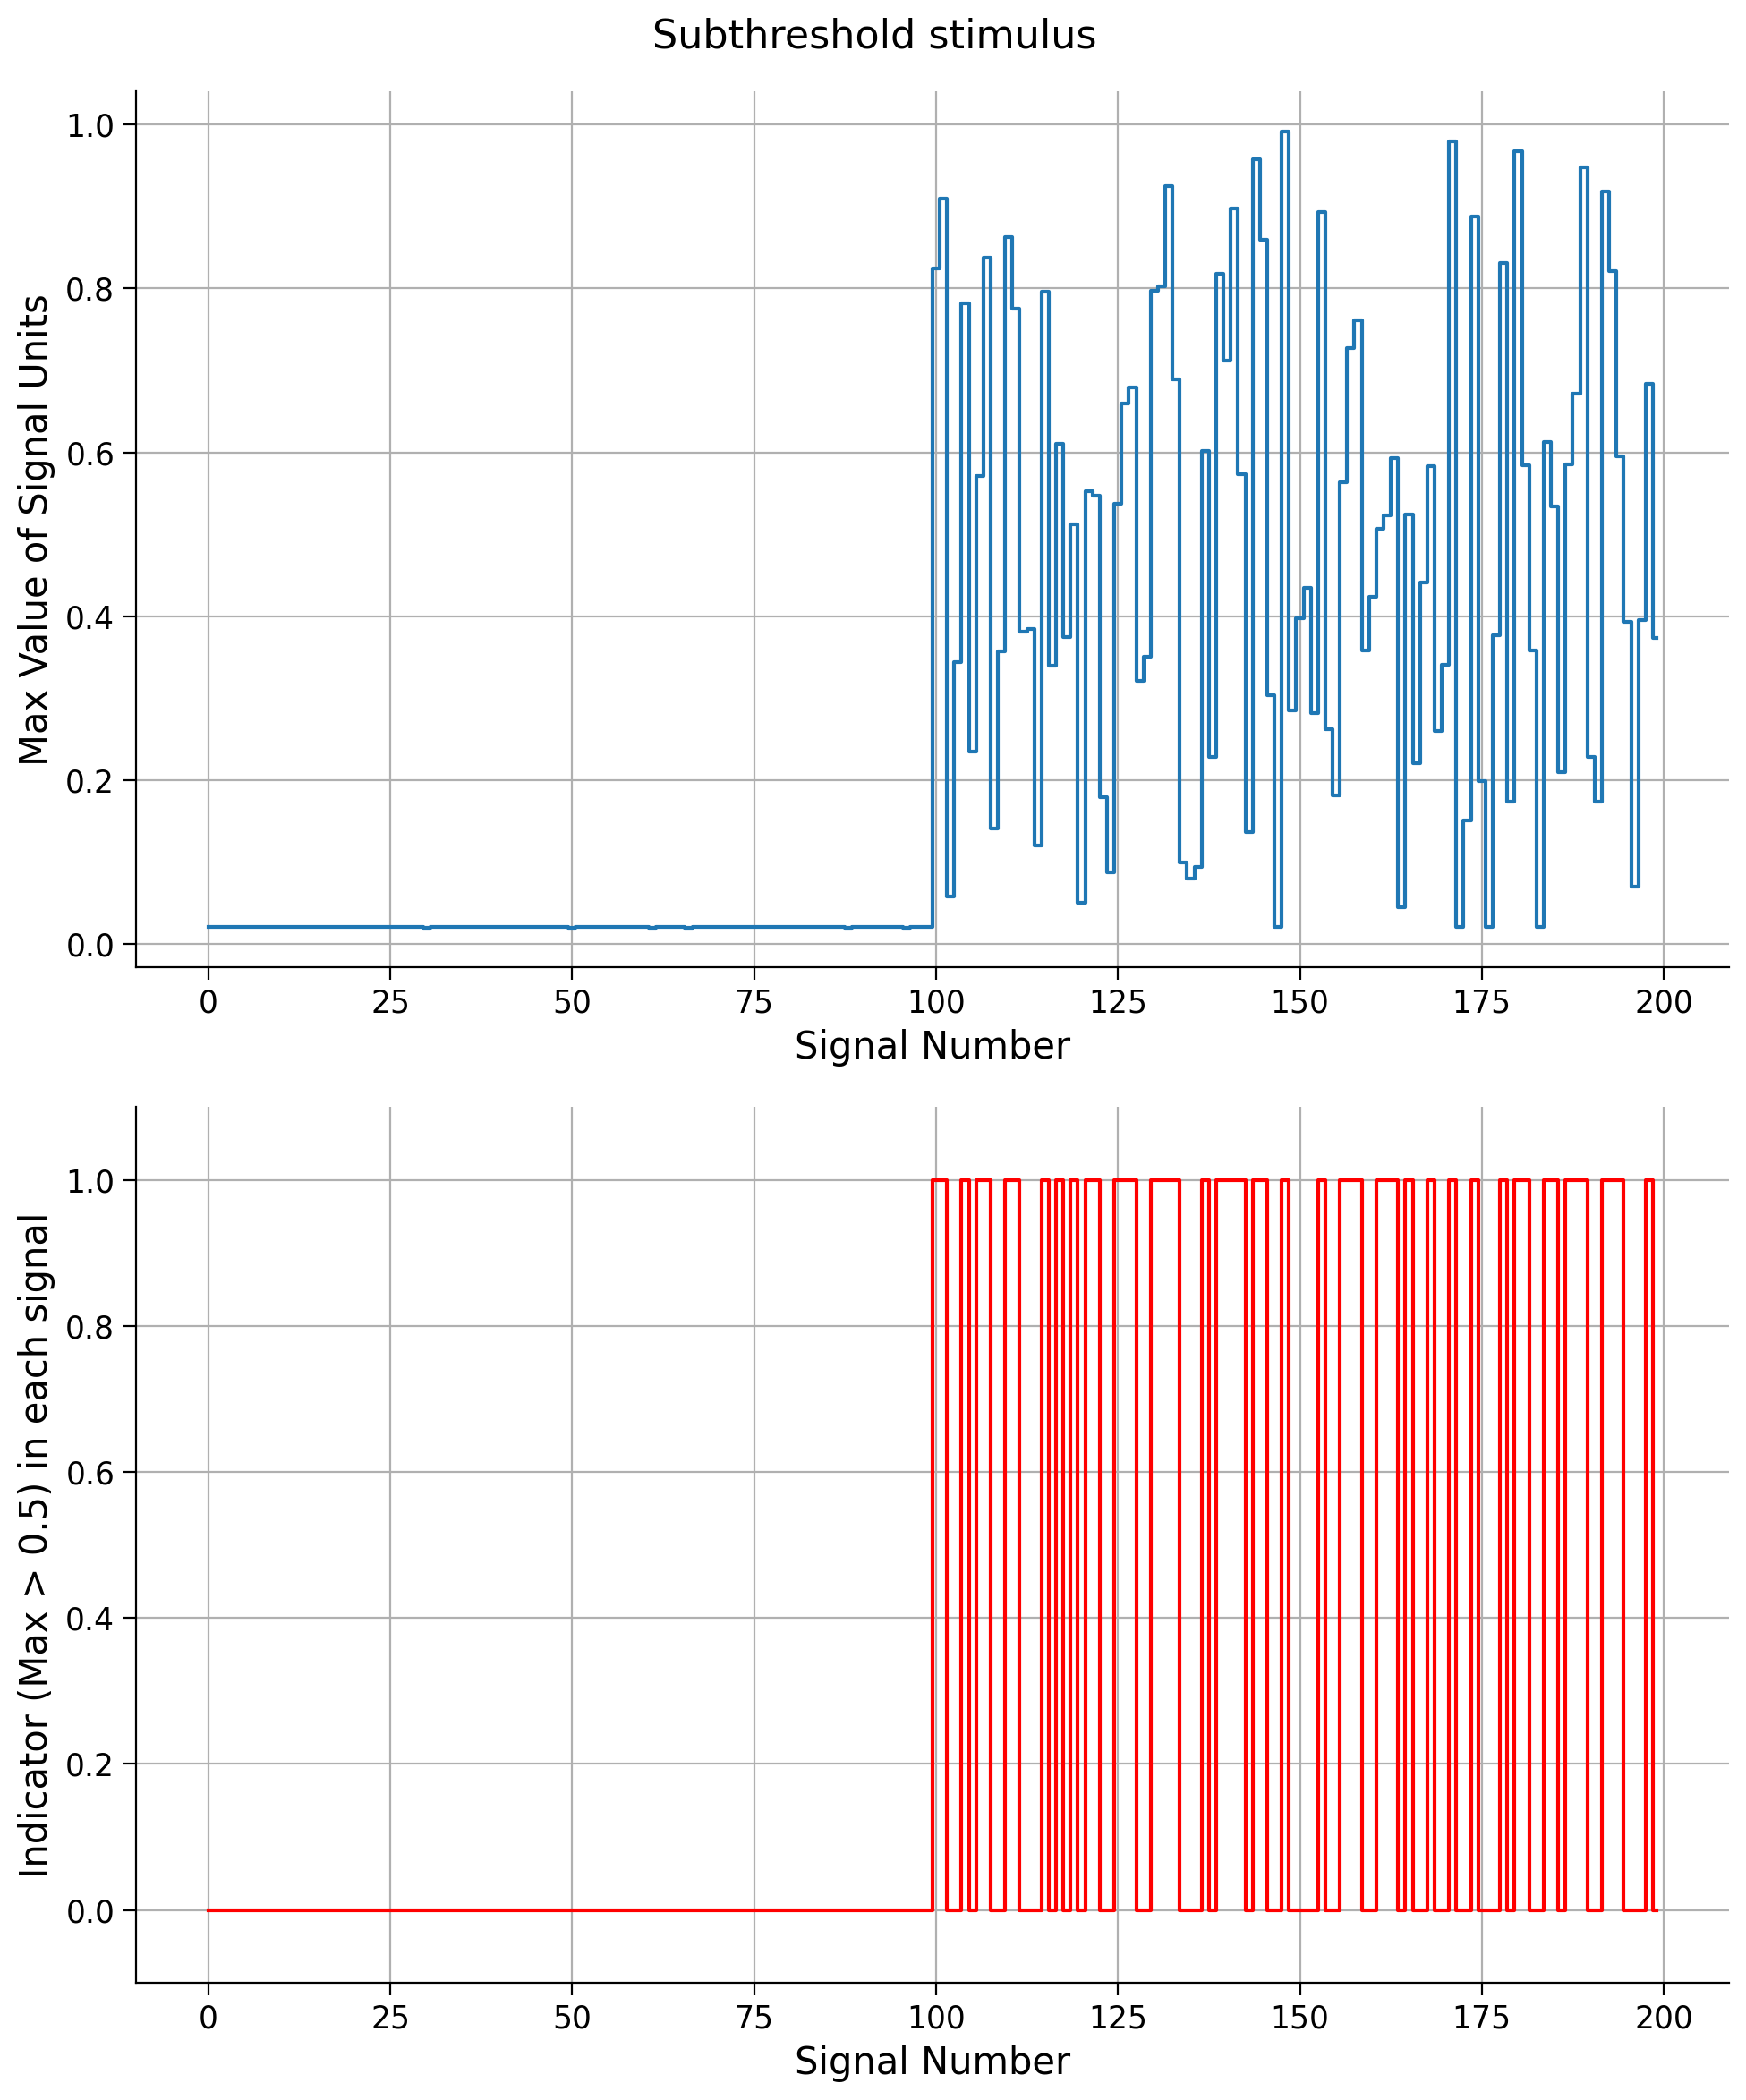 Subthreshold stimulus
Max Value of Signal Units
1.0
0.8
0.6
0.4
0.2
0.0
0 25 50 75 100 125 150 175 200
Signal Number
Indicator (Max > 0.5) in each signal
1.0
0.8
0.6
0.4
0.2
0.0
0 25 50 75 100 125 150 175 200
Signal Number